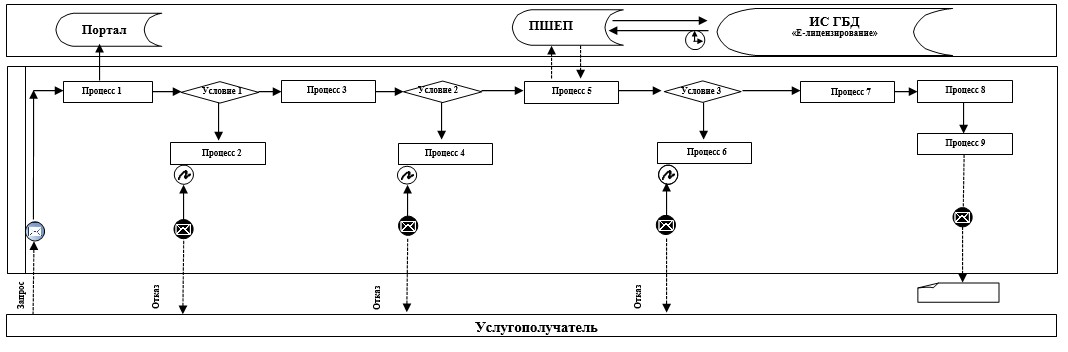 Портал
ПШЕП
ИС ГБД
«Е-лицензирование»
Процесс 1
Условие 1
Процесс 3
Условие 2
Процесс 5
Условие 3
Процесс 7
Процесс 8
Процесс 2
Процесс 4
Процесс 6
Процесс 9
Запрос
Отказ
Отказ
Отказ
Услугополучатель